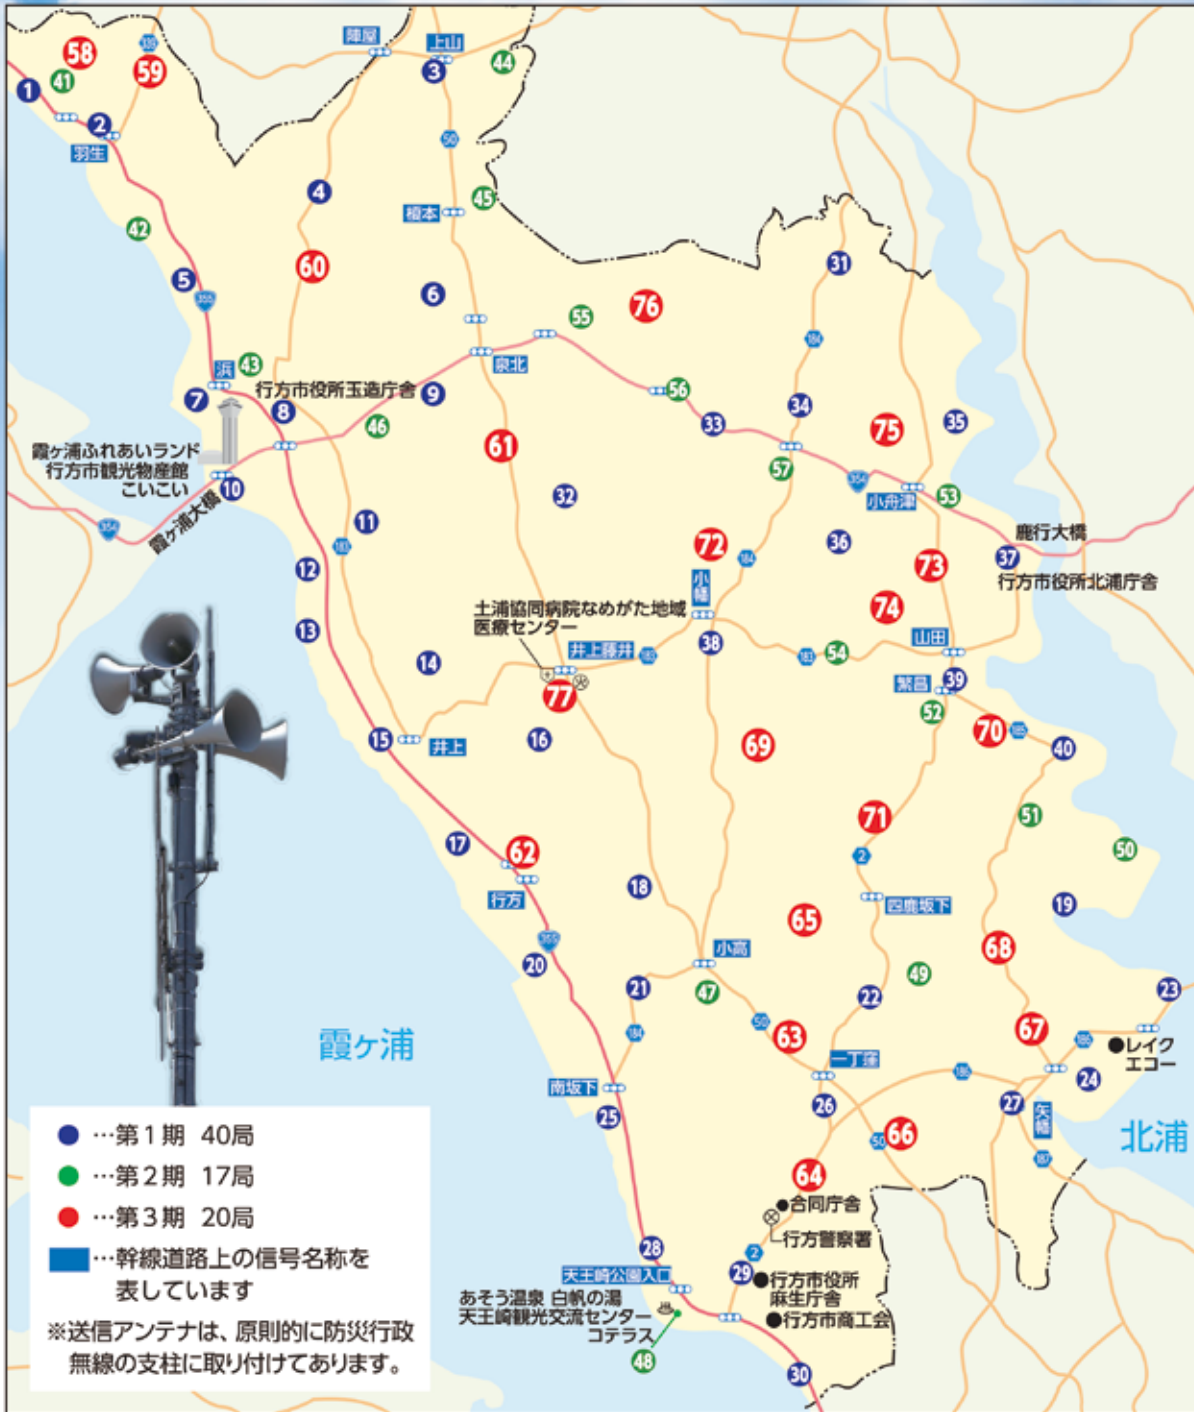 陣屋
上山
58
336
59
44
41
3
1
2
羽生
50
4
45
榎本
42
31
60
5
6
355
76
55
184
浜
43
泉北
行方市役所玉造庁舎
7
8
9
56
34
33
35
46
75
霞ヶ浦ふれあいランド
行方市観光物産館
こいこい
61
57
10
354
小舟津
53
32
霞ヶ浦大橋
354
11
183
鹿行大橋
36
72
小幡
184
37
73
12
行方市役所北浦庁舎
74
土浦協同病院なめがた地域
医療センター
13
山田
38
井上藤井
183
183
54
14
繁昌
39
77
52
70
185
15
井上
16
69
40
71
51
17
62
2
50
行方
18
四鹿坂下
19
65
355
小高
68
20
21
47
49
22
23
184
50
63
67
霞ヶ浦
186
レイク
エコー
一丁窪
186
24
南坂下
25
26
27
矢幡
66
50
北浦
187
64
合同庁舎
行方警察署
28
2
29
天王崎公園入口
行方市役所
麻生庁舎
あそう温泉 白帆の湯
天王崎観光交流センター
コテラス
行方市商工会
48
30
●…第1期 40局
●…第2期 17局
●…第3期 20局
…幹線道路上の信号名称を
表しています
※送信アンテナは、原則的に防災行政
無線の支柱に取り付けてあります。